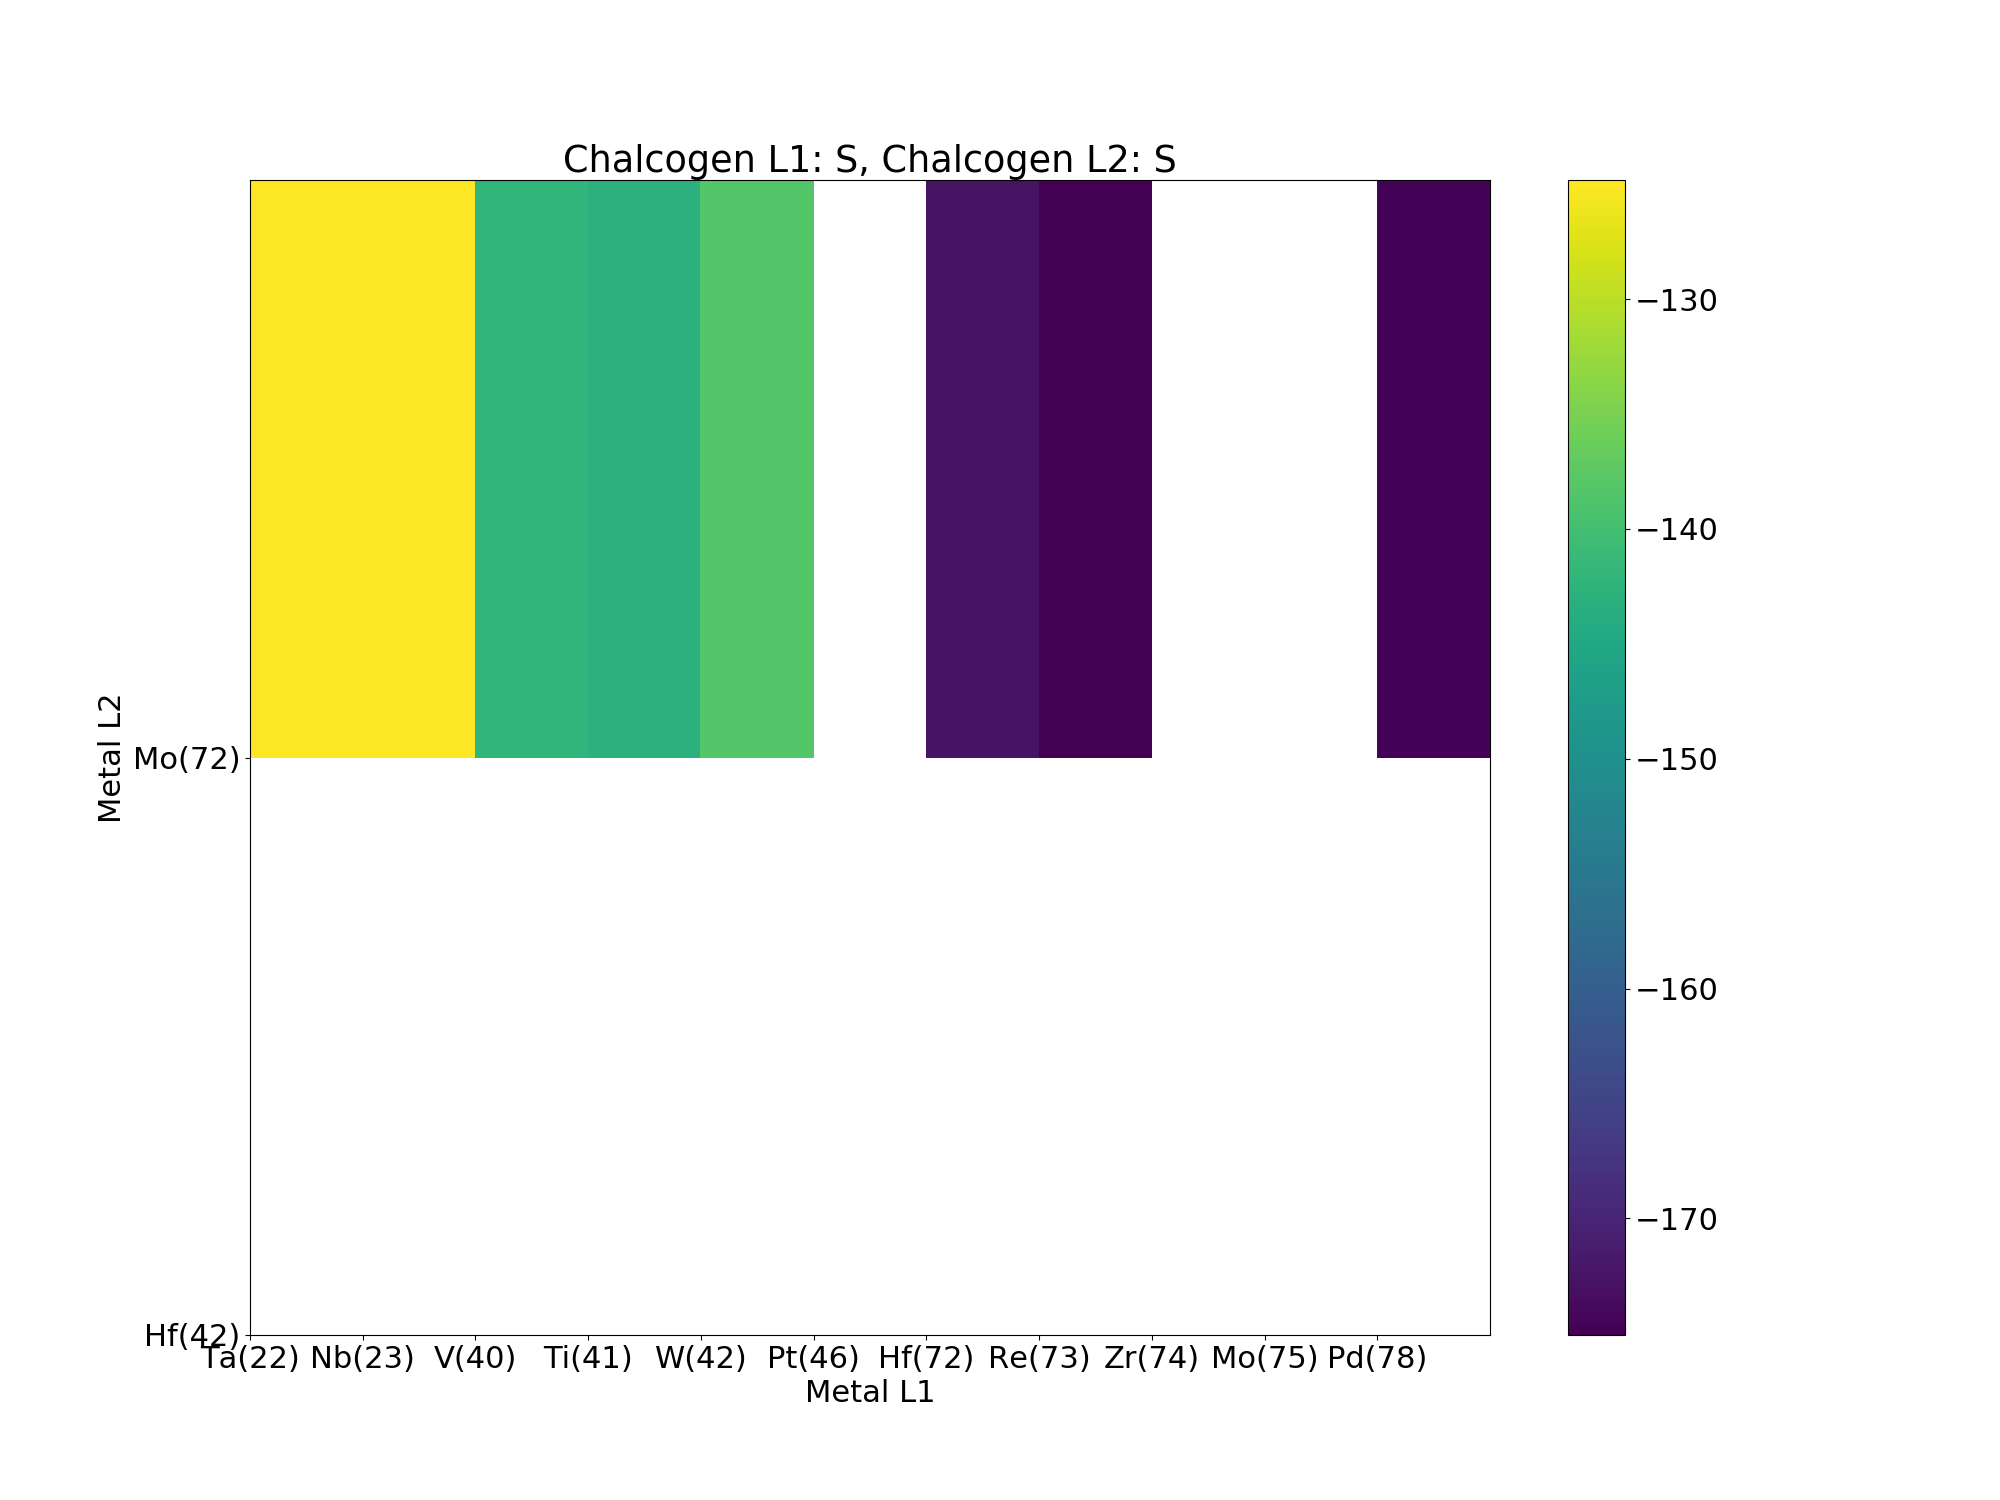 Chalcogen L1: S, Chalcogen L2: S
−130
−140
−150
−160
−170
Metal L2
Mo(72)
Hf(42)
Ta(22) Nb(23) V(40) Ti(41) W(42) Pt(46) Hf(72) Re(73) Zr(74) Mo(75) Pd(78)
Metal L1